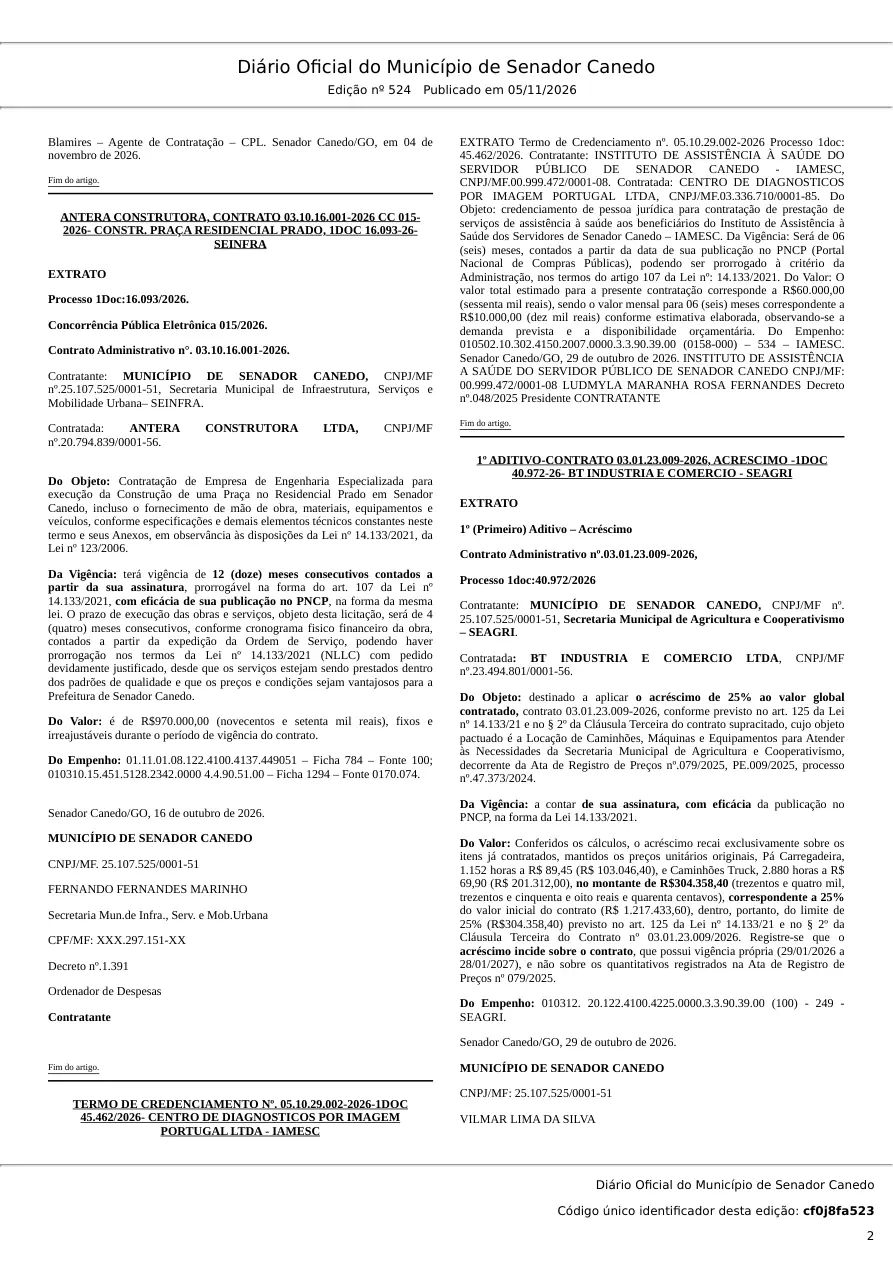 Diário Oficial do Município de Senador Canedo
Edição nº 524 Publicado em 05/11/2026
Blamires – Agente de Contratação – CPL. Senador Canedo/GO, em 04 de
novembro de 2026.
Fim do artigo.
ANTERA CONSTRUTORA, CONTRATO 03.10.16.001-2026 CC 015-
2026- CONSTR. PRAÇA RESIDENCIAL PRADO, 1DOC 16.093-26-
SEINFRA
EXTRATO
Processo 1Doc:16.093/2026.
Concorrência Pública Eletrônica 015/2026.
Contrato Administrativo n°. 03.10.16.001-2026.
Contratante: MUNICÍPIO DE SENADOR CANEDO, CNPJ/MF
nº.25.107.525/0001-51, Secretaria Municipal de Infraestrutura, Serviços e
Mobilidade Urbana– SEINFRA.
Contratada: ANTERA CONSTRUTORA LTDA, CNPJ/MF
nº.20.794.839/0001-56.
Do Objeto: Contratação de Empresa de Engenharia Especializada para
execução da Construção de uma Praça no Residencial Prado em Senador
Canedo, incluso o fornecimento de mão de obra, materiais, equipamentos e
veículos, conforme especificações e demais elementos técnicos constantes neste
termo e seus Anexos, em observância às disposições da Lei nº 14.133/2021, da
Lei nº 123/2006.
Da Vigência: terá vigência de 12 (doze) meses consecutivos contados a
partir da sua assinatura, prorrogável na forma do art. 107 da Lei nº
14.133/2021, com eficácia de sua publicação no PNCP, na forma da mesma
lei. O prazo de execução das obras e serviços, objeto desta licitação, será de 4
(quatro) meses consecutivos, conforme cronograma fisico financeiro da obra,
contados a partir da expedição da Ordem de Serviço, podendo haver
prorrogação nos termos da Lei nº 14.133/2021 (NLLC) com pedido
devidamente justificado, desde que os serviços estejam sendo prestados dentro
dos padrões de qualidade e que os preços e condições sejam vantajosos para a
Prefeitura de Senador Canedo.
Do Valor: é de R$970.000,00 (novecentos e setenta mil reais), fixos e
irreajustáveis durante o período de vigência do contrato.
Do Empenho: 01.11.01.08.122.4100.4137.449051 – Ficha 784 – Fonte 100;
010310.15.451.5128.2342.0000 4.4.90.51.00 – Ficha 1294 – Fonte 0170.074.
Senador Canedo/GO, 16 de outubro de 2026.
MUNICÍPIO DE SENADOR CANEDO
CNPJ/MF. 25.107.525/0001-51
FERNANDO FERNANDES MARINHO
Secretaria Mun.de Infra., Serv. e Mob.Urbana
CPF/MF: XXX.297.151-XX
Decreto nº.1.391
Ordenador de Despesas
Contratante
Fim do artigo.
TERMO DE CREDENCIAMENTO Nº. 05.10.29.002-2026-1DOC
45.462/2026- CENTRO DE DIAGNOSTICOS POR IMAGEM
PORTUGAL LTDA - IAMESC
EXTRATO Termo de Credenciamento nº. 05.10.29.002-2026 Processo 1doc:
45.462/2026. Contratante: INSTITUTO DE ASSISTÊNCIA À SAÚDE DO
SERVIDOR PÚBLICO DE SENADOR CANEDO - IAMESC,
CNPJ/MF.00.999.472/0001-08. Contratada: CENTRO DE DIAGNOSTICOS
POR IMAGEM PORTUGAL LTDA, CNPJ/MF.03.336.710/0001-85. Do
Objeto: credenciamento de pessoa jurídica para contratação de prestação de
serviços de assistência à saúde aos beneficiários do Instituto de Assistência à
Saúde dos Servidores de Senador Canedo – IAMESC. Da Vigência: Será de 06
(seis) meses, contados a partir da data de sua publicação no PNCP (Portal
Nacional de Compras Públicas), podendo ser prorrogado à critério da
Administração, nos termos do artigo 107 da Lei nº: 14.133/2021. Do Valor: O
valor total estimado para a presente contratação corresponde a R$60.000,00
(sessenta mil reais), sendo o valor mensal para 06 (seis) meses correspondente a
R$10.000,00 (dez mil reais) conforme estimativa elaborada, observando-se a
demanda prevista e a disponibilidade orçamentária. Do Empenho:
010502.10.302.4150.2007.0000.3.3.90.39.00 (0158-000) – 534 – IAMESC.
Senador Canedo/GO, 29 de outubro de 2026. INSTITUTO DE ASSISTÊNCIA
A SAÚDE DO SERVIDOR PÚBLICO DE SENADOR CANEDO CNPJ/MF:
00.999.472/0001-08 LUDMYLA MARANHA ROSA FERNANDES Decreto
nº.048/2025 Presidente CONTRATANTE
Fim do artigo.
1º ADITIVO-CONTRATO 03.01.23.009-2026, ACRESCIMO -1DOC
40.972-26- BT INDUSTRIA E COMERCIO - SEAGRI
EXTRATO
1º (Primeiro) Aditivo – Acréscimo
Contrato Administrativo nº.03.01.23.009-2026,
Processo 1doc:40.972/2026
Contratante: MUNICÍPIO DE SENADOR CANEDO, CNPJ/MF nº.
25.107.525/0001-51, Secretaria Municipal de Agricultura e Cooperativismo
– SEAGRI.
Contratada: BT INDUSTRIA E COMERCIO LTDA, CNPJ/MF
nº.23.494.801/0001-56.
Do Objeto: destinado a aplicar o acréscimo de 25% ao valor global
contratado, contrato 03.01.23.009-2026, conforme previsto no art. 125 da Lei
nº 14.133/21 e no § 2º da Cláusula Terceira do contrato supracitado, cujo objeto
pactuado é a Locação de Caminhões, Máquinas e Equipamentos para Atender
às Necessidades da Secretaria Municipal de Agricultura e Cooperativismo,
decorrente da Ata de Registro de Preços nº.079/2025, PE.009/2025, processo
nº.47.373/2024.
Da Vigência: a contar de sua assinatura, com eficácia da publicação no
PNCP, na forma da Lei 14.133/2021.
Do Valor: Conferidos os cálculos, o acréscimo recai exclusivamente sobre os
itens já contratados, mantidos os preços unitários originais, Pá Carregadeira,
1.152 horas a R$ 89,45 (R$ 103.046,40), e Caminhões Truck, 2.880 horas a R$
69,90 (R$ 201.312,00), no montante de R$304.358,40 (trezentos e quatro mil,
trezentos e cinquenta e oito reais e quarenta centavos), correspondente a 25%
do valor inicial do contrato (R$ 1.217.433,60), dentro, portanto, do limite de
25% (R$304.358,40) previsto no art. 125 da Lei nº 14.133/21 e no § 2º da
Cláusula Terceira do Contrato nº 03.01.23.009/2026. Registre-se que o
acréscimo incide sobre o contrato, que possui vigência própria (29/01/2026 a
28/01/2027), e não sobre os quantitativos registrados na Ata de Registro de
Preços nº 079/2025.
Do Empenho: 010312. 20.122.4100.4225.0000.3.3.90.39.00 (100) - 249 -
SEAGRI.
Senador Canedo/GO, 29 de outubro de 2026.
MUNICÍPIO DE SENADOR CANEDO
CNPJ/MF: 25.107.525/0001-51
VILMAR LIMA DA SILVA
Diário Oficial do Município de Senador Canedo
Código único identificador desta edição: cf0j8fa523
2